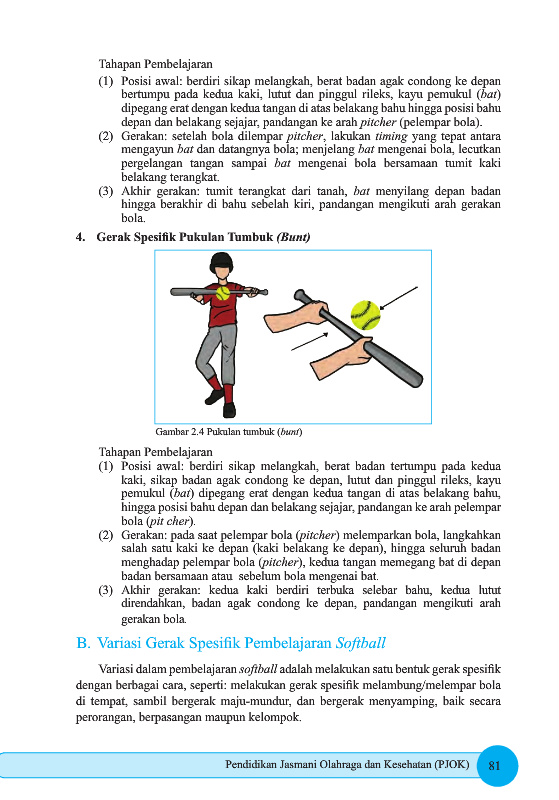 Tahapan Pembelajaran
(1) Posisi awal: berdiri sikap melangkah, berat badan agak condong ke depan
bertumpu pada kedua kaki, lutut dan pinggul rileks, kayu pemukul (bat)
dipegang erat dengan kedua tangan di atas belakang bahu hingga posisi bahu
depan dan belakang sejajar, pandangan ke arah pitcher (pelempar bola).
(2) Gerakan: setelah bola dilempar pitcher, lakukan timing yang tepat antara
mengayun bat dan datangnya bola; menjelang bat mengenai bola, lecutkan
pergelangan tangan sampai bat mengenai bola bersamaan tumit kaki
belakang terangkat.
(3) Akhir gerakan: tumit terangkat dari tanah, bat menyilang depan badan
hingga berakhir di bahu sebelah kiri, pandangan mengikuti arah gerakan
bola.
4. Gerak Spesifik Pukulan Tumbuk (Bunt)
Gambar 2.4 Pukulan tumbuk (bunt)
Tahapan Pembelajaran
(1) Posisi awal: berdiri sikap melangkah, berat badan tertumpu pada kedua
kaki, sikap badan agak condong ke depan, lutut dan pinggul rileks, kayu
pemukul (bat) dipegang erat dengan kedua tangan di atas belakang bahu,
hingga posisi bahu depan dan belakang sejajar, pandangan ke arah pelempar
bola (pit cher).
(2) Gerakan: pada saat pelempar bola (pitcher) melemparkan bola, langkahkan
salah satu kaki ke depan (kaki belakang ke depan), hingga seluruh badan
menghadap pelempar bola (pitcher), kedua tangan memegang bat di depan
badan bersamaan atau sebelum bola mengenai bat.
(3) Akhir gerakan: kedua kaki berdiri terbuka selebar bahu, kedua lutut
direndahkan, badan agak condong ke depan, pandangan mengikuti arah
gerakan bola.
B. Variasi Gerak Spesifik Pembelajaran Softball
Variasi dalam pembelajaran softball adalah melakukan satu bentuk gerak spesifik
dengan berbagai cara, seperti: melakukan gerak spesifik melambung/melempar bola
di tempat, sambil bergerak maju-mundur, dan bergerak menyamping, baik secara
perorangan, berpasangan maupun kelompok.
Pendidikan Jasmani Olahraga dan Kesehatan (PJOK) 81